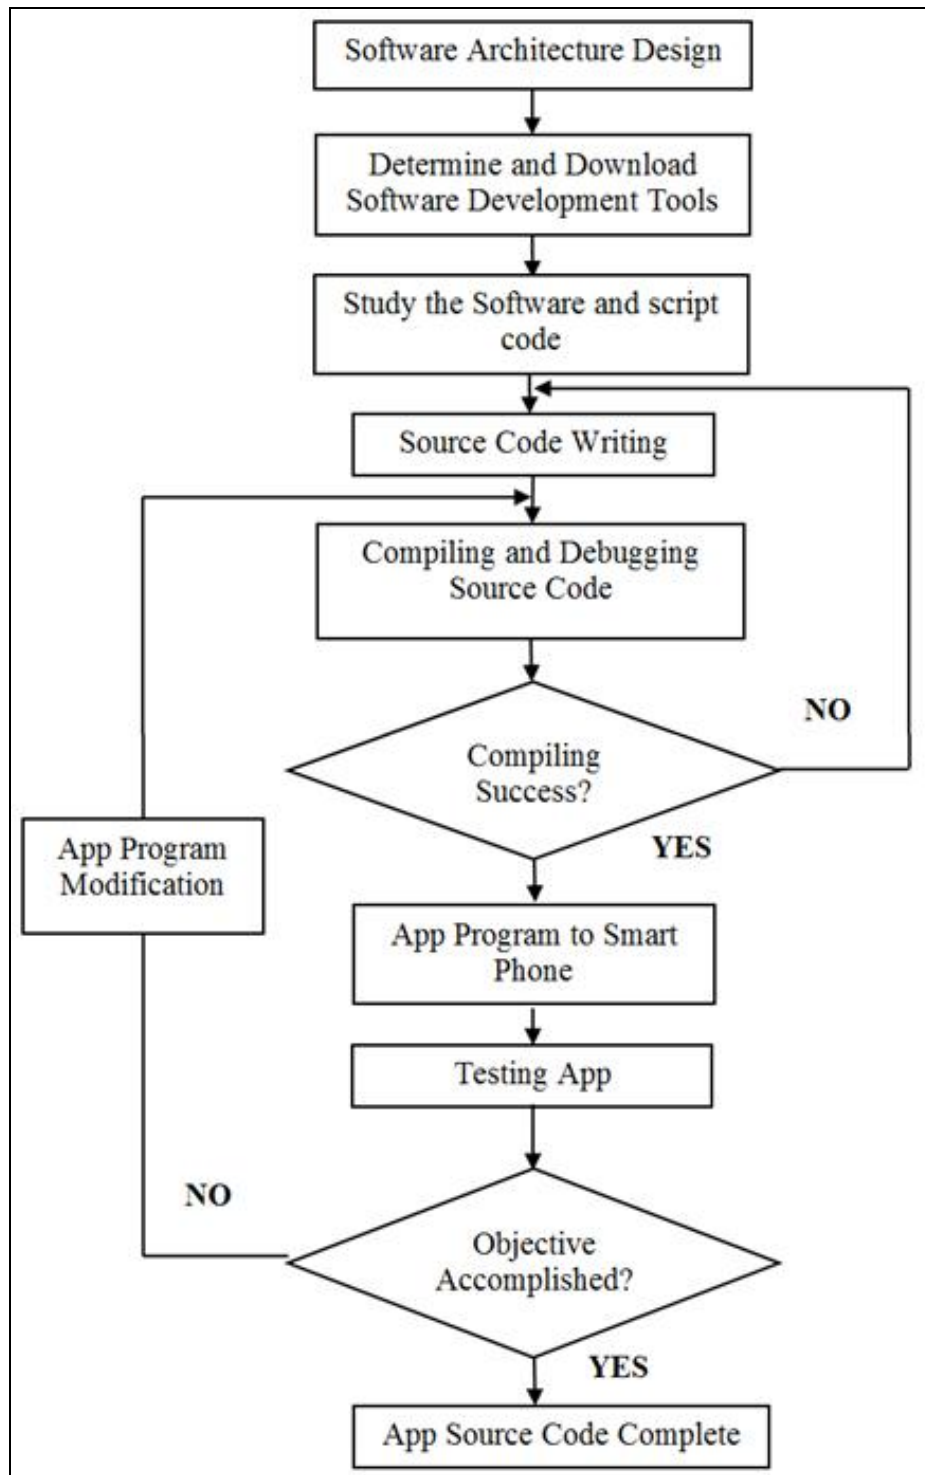 Software Architecture Design
Determine and Download
Software Development Tools
Study the Software and script
code
Source Code Writing
Compiling and Debugging
Source Code
NO
Compiling
Success?
YES
App Program
Modification
App Program to Smart
Phone
Testing App
NO
Objective
Accomplished?
YES
App Source Code Complete